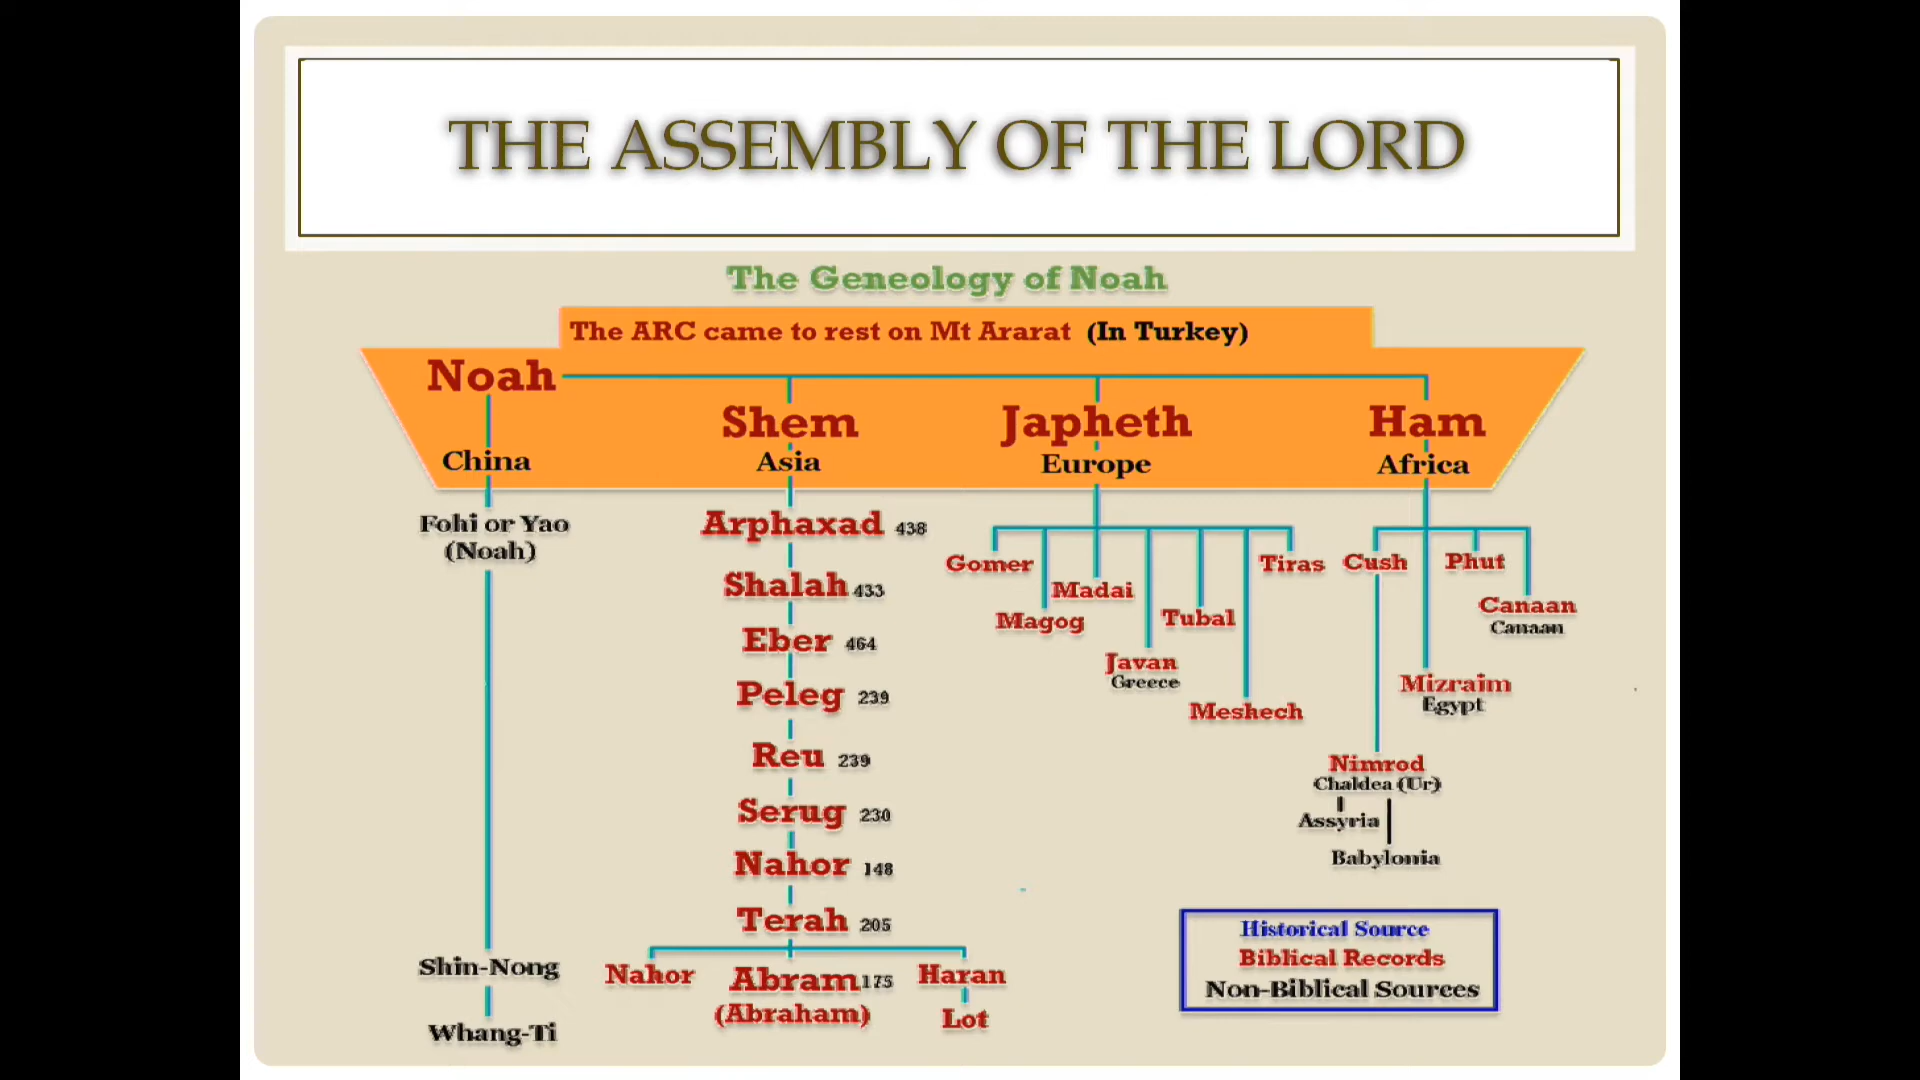 THE ASSEMBLY OF THE LORD
The Geneology of Noah
The ARC came to rest on Mt Ararat (In Turkey)
Noah
Shem
Japheth
Ham
China
Asia
Europe
Africa
Fohi or Yao
(Noah)
Shin-Nong
Whang-Ti
Arphaxad 438
Shalah 433
Eber 464
Peleg 239
Reu 239
Serug 230
Nahor 148
Terah 205
Nahor
Abram 175
(Abraham)
Haran
Lot
Gomer
Magog
Madai
Javan
Greece
Tubal
Meshech
Tiras
Cush
Phut
Canaan
Canaan
Mizraim
Egypt
Nimrod
Chaldea (Ur)
Assyria
Babylonia
Historical Source
Biblical Records
Non-Biblical Sources